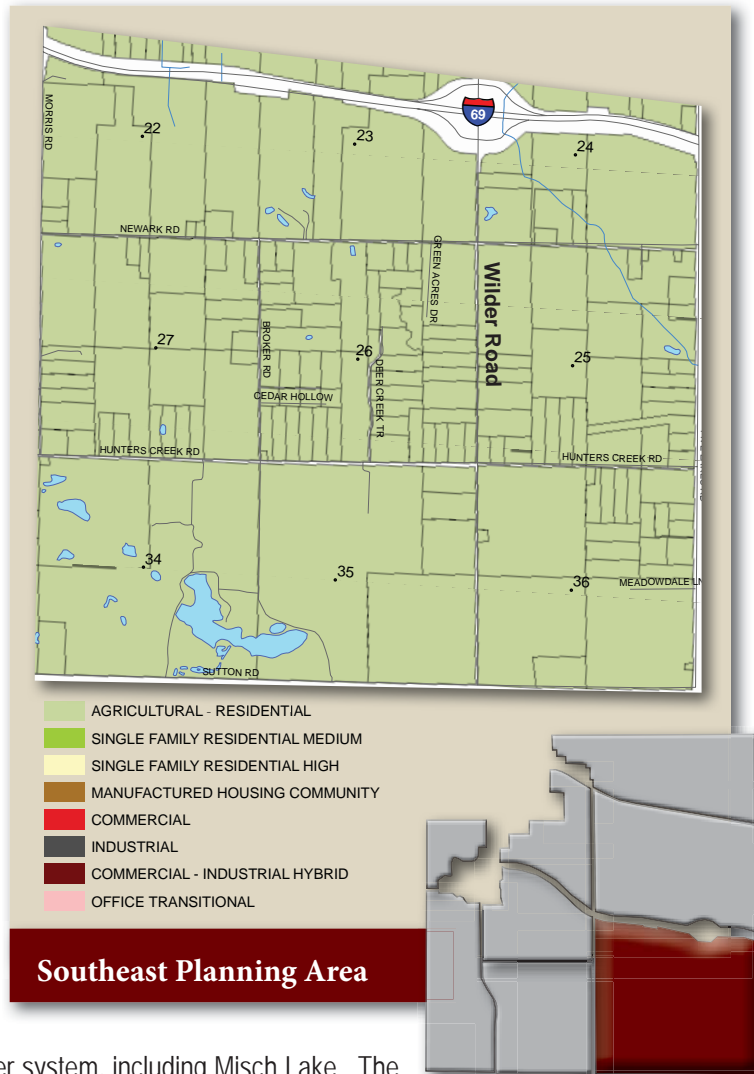 69
MORRIS RD
22
23
24
NEWARK RD
GREEN ACRES DR
Wilder Road
27
BROKER RD
26
DEER CREEK TR
25
CEDAR HOLLOW
HUNTERS CREEK RD
HUNTERS CREEK RD
34
35
36
MEADOWDALE LN
SUTTON RD
AGRICULTURAL - RESIDENTIAL
SINGLE FAMILY RESIDENTIAL MEDIUM
SINGLE FAMILY RESIDENTIAL HIGH
MANUFACTURED HOUSING COMMUNITY
COMMERCIAL
INDUSTRIAL
COMMERCIAL - INDUSTRIAL HYBRID
OFFICE TRANSITIONAL
Southeast Planning Area
er system, including Misch Lake. The